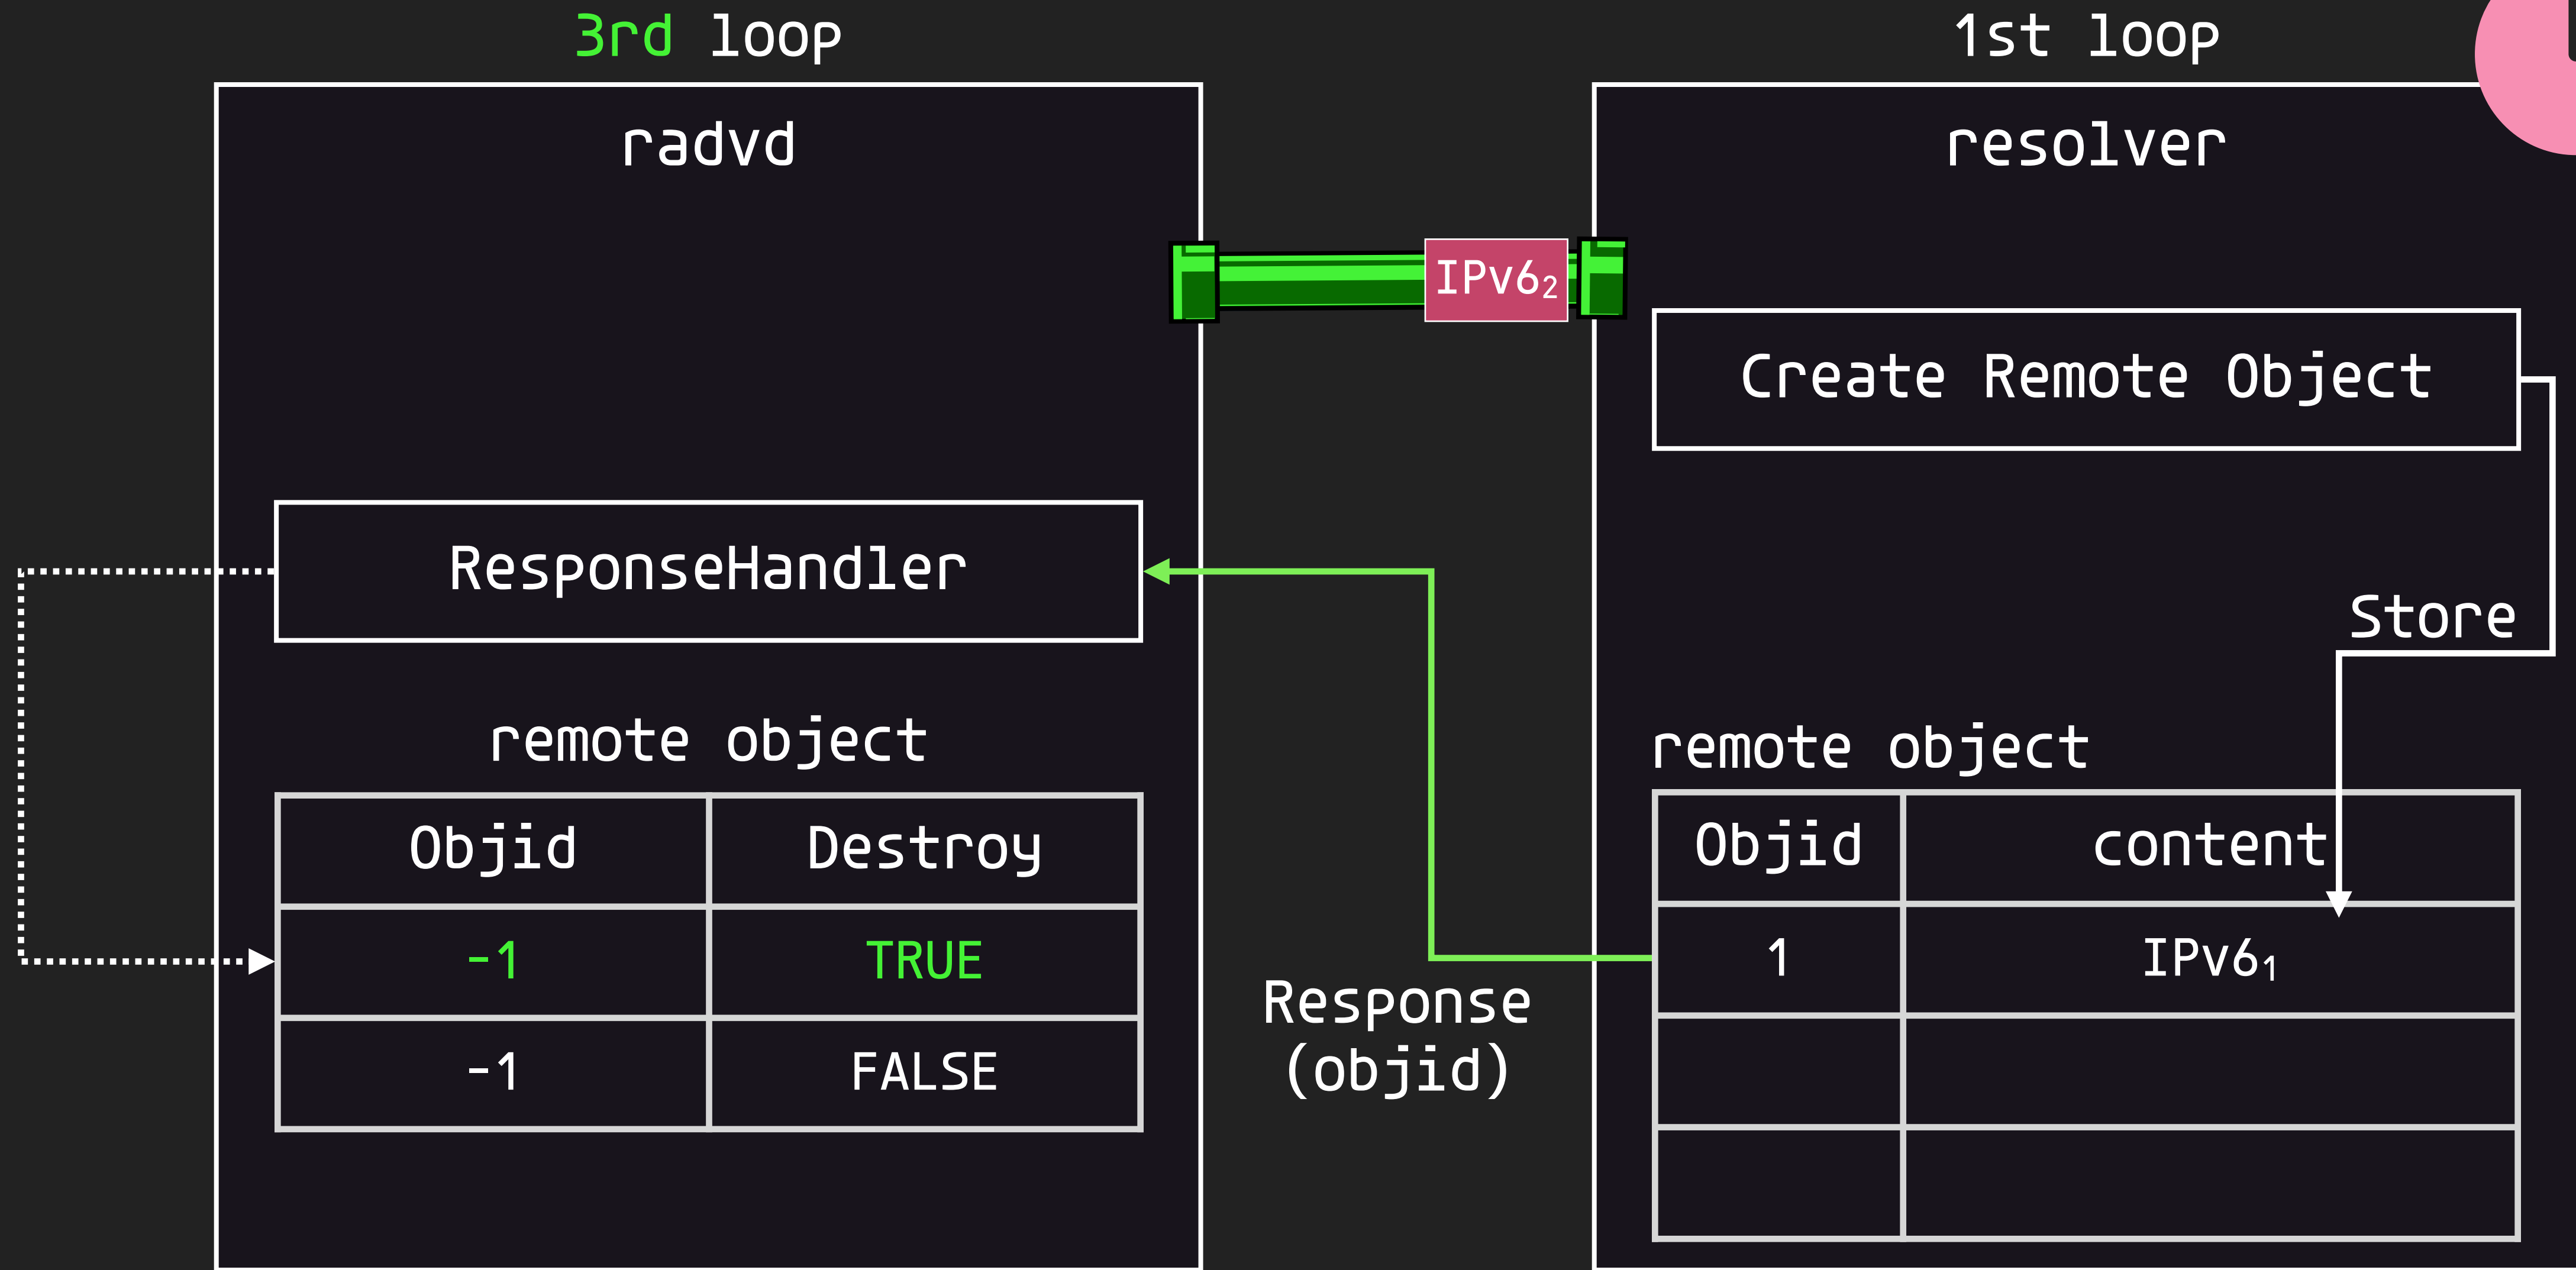 3rd loop
1st loop
radvd
resolver
IPv6₂
Create Remote Object
ResponseHandler
Store
remote object
remote object
Objid Destroy
Objid content
-1 TRUE
1 IPv6₁
-1 FALSE
Response
(objid)